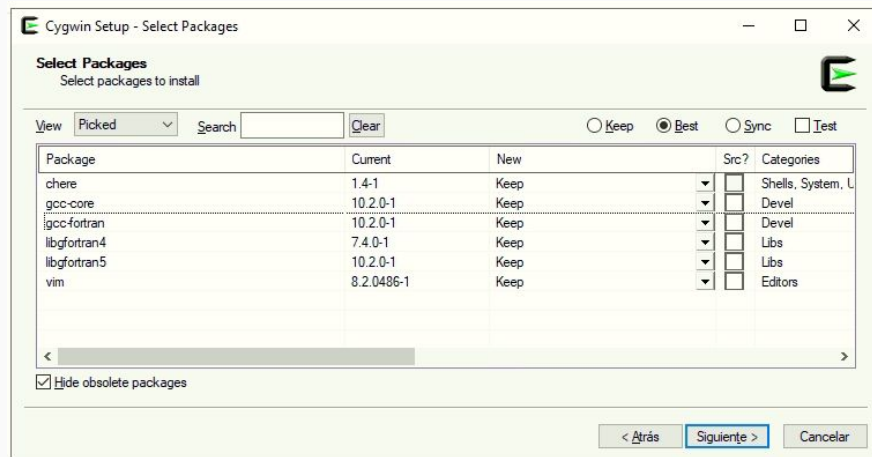 Cygwin Setup - Select Packages
Select Packages
Select packages to install
View Picked Search Clear Keep Best Sync Test
Package Current New Src? Categories
chere 1.4-1 Keep Shells, System, U
gcc-core 10.2.0-1 Keep Devel
gcc-fortran 10.2.0-1 Keep Devel
libgfortran4 7.4.0-1 Keep Libs
libgfortran5 10.2.0-1 Keep Libs
vim 8.2.0486-1 Keep Editors
Hide obsolete packages
< Atrás Siguiente > Cancelar